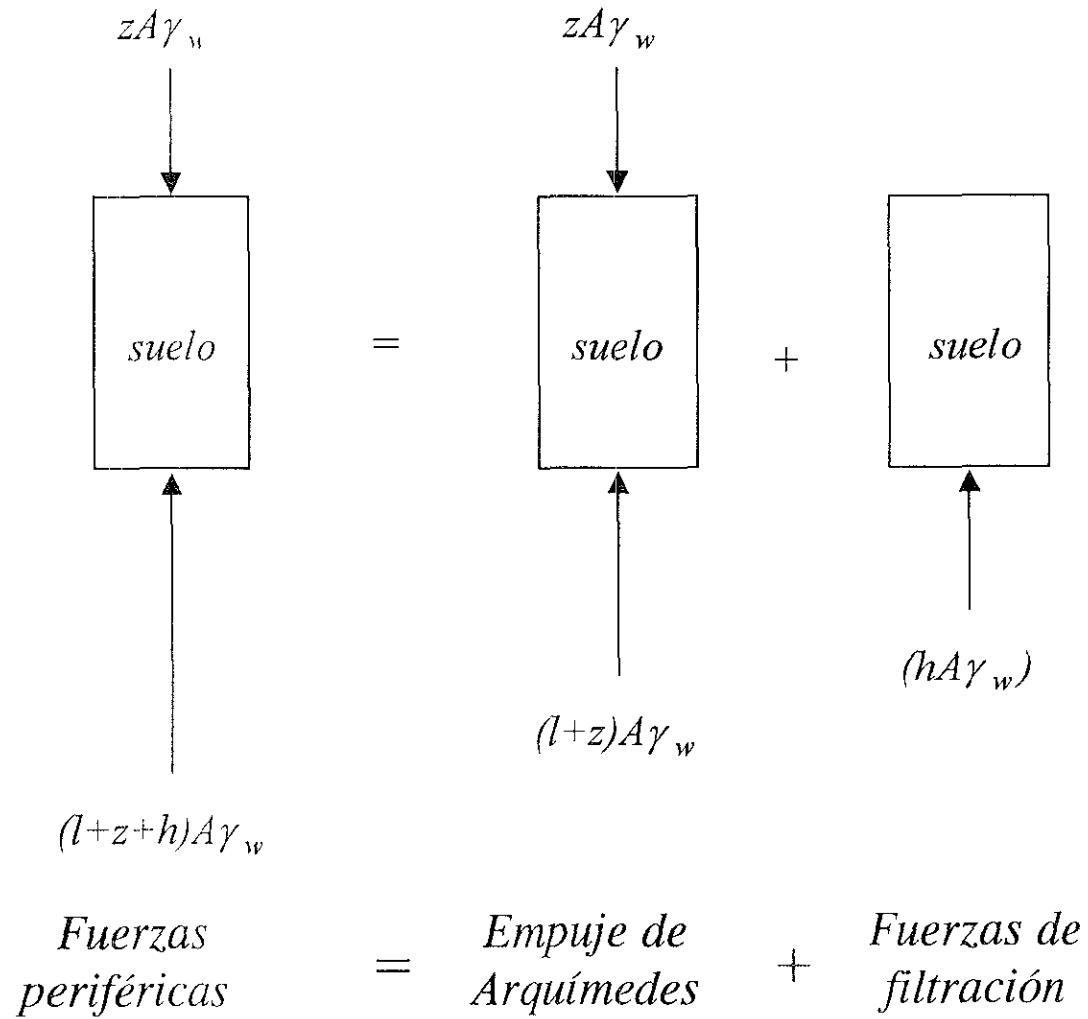 zAγw zAγw
suelo = suelo + suelo
(hAγw)
(l+z)Aγw
(l+z+h)Aγw
Fuerzas periféricas = Empuje de Arquímedes + Fuerzas de filtración